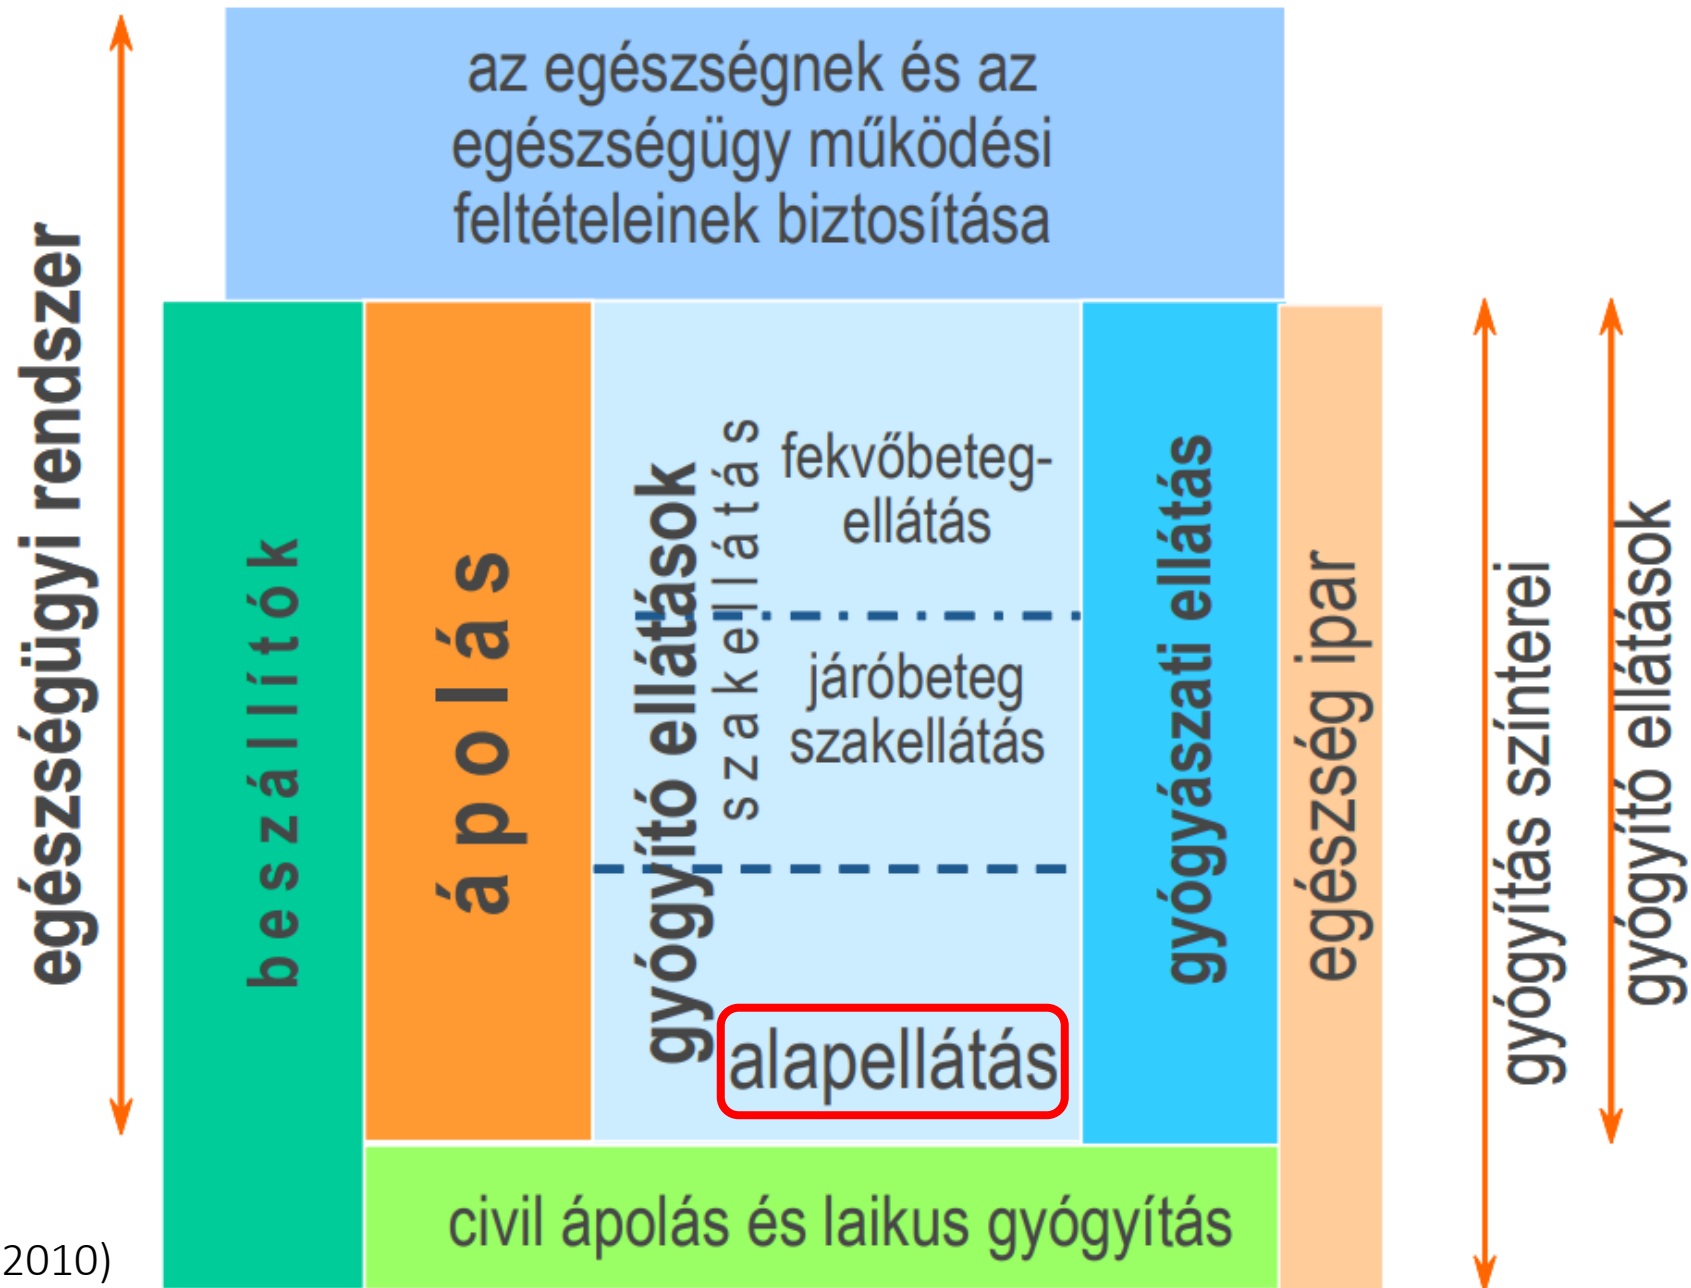 az egészségnek és az
egészségügy működési
feltételeinek biztosítása
egészségügyi rendszer
beszállítók
ápolás
gyógyító ellátások
szakellátás
fekvőbeteg-
ellátás
járóbeteg
szakellátás
alapellátás
gyógyászati ellátás
egészség ipar
gyógyítás színterei
gyógyító ellátások
civil ápolás és laikus gyógyítás
2010)